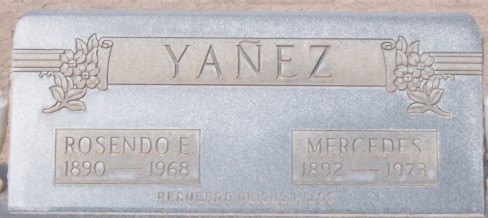 YAÑEZ
ROSENDO E.
1890 — 1968
MERCEDES
1892 — 1973
RECUERDO DE SUS HIJOS